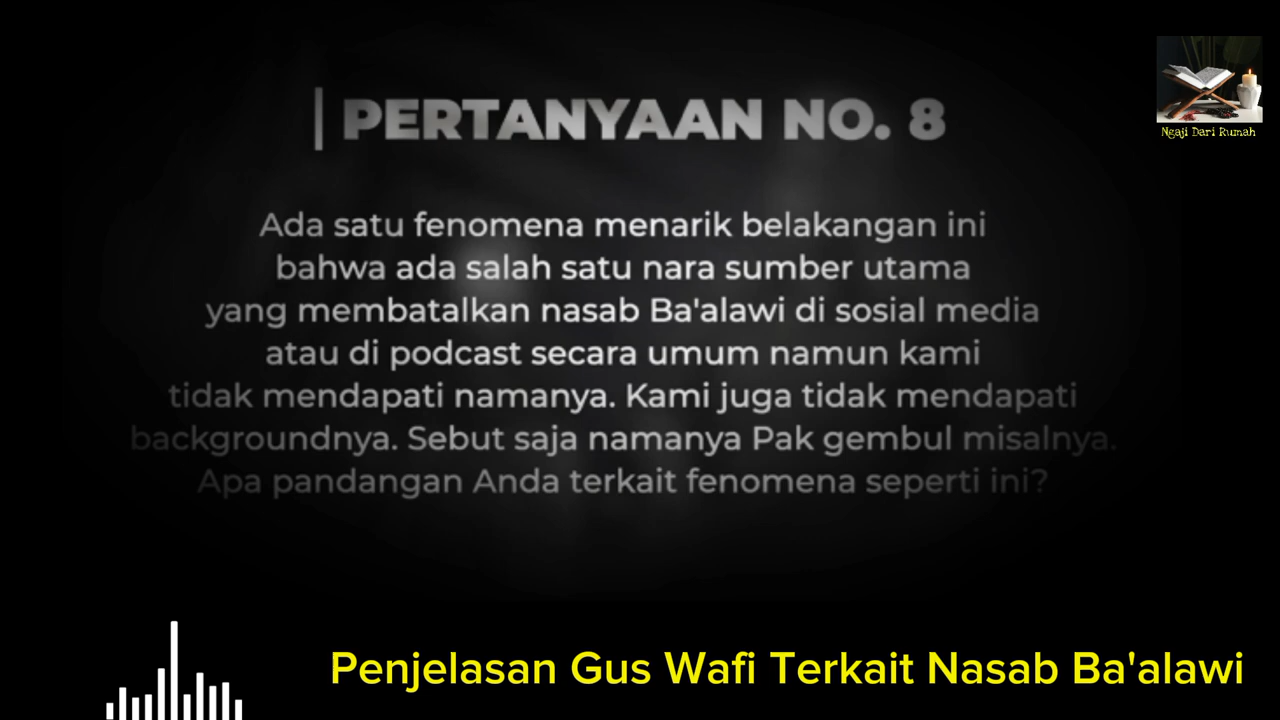 | PERTANYAAN NO. 8
Ngaji Dari Rumah
Ada satu fenomena menarik belakangan ini
bahwa ada salah satu nara sumber utama
yang membatalkan nasab Ba'alawi di sosial media
atau di podcast secara umum namun kami
tidak mendapati namanya. Kami juga tidak mendapati
backgroundnya. Sebut saja namanya Pak gembul misalnya.
Apa pandangan Anda terkait fenomena seperti ini?
Penjelasan Gus Wafi Terkait Nasab Ba'alawi